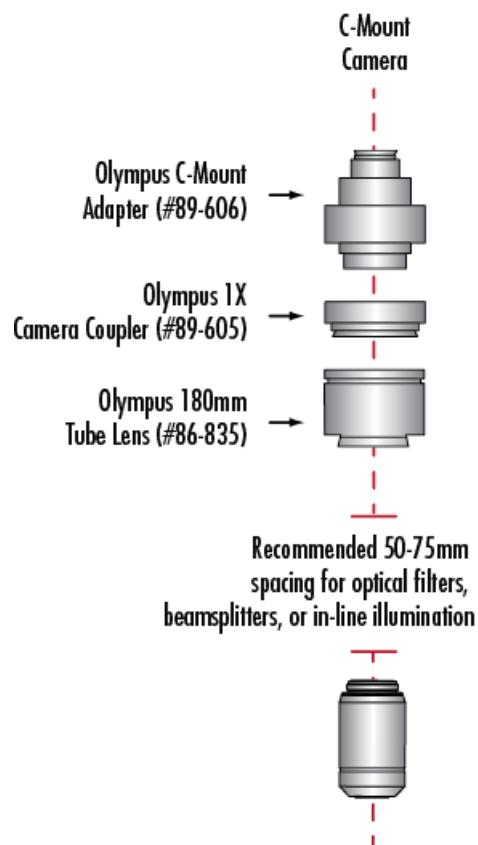 C-Mount
Camera
Olympus C-Mount
Adapter (#89-606)
Olympus 1X
Camera Coupler (#89-605)
Olympus 180mm
Tube Lens (#86-835)
Recommended 50-75mm
spacing for optical filters,
beamsplitters, or in-line illumination